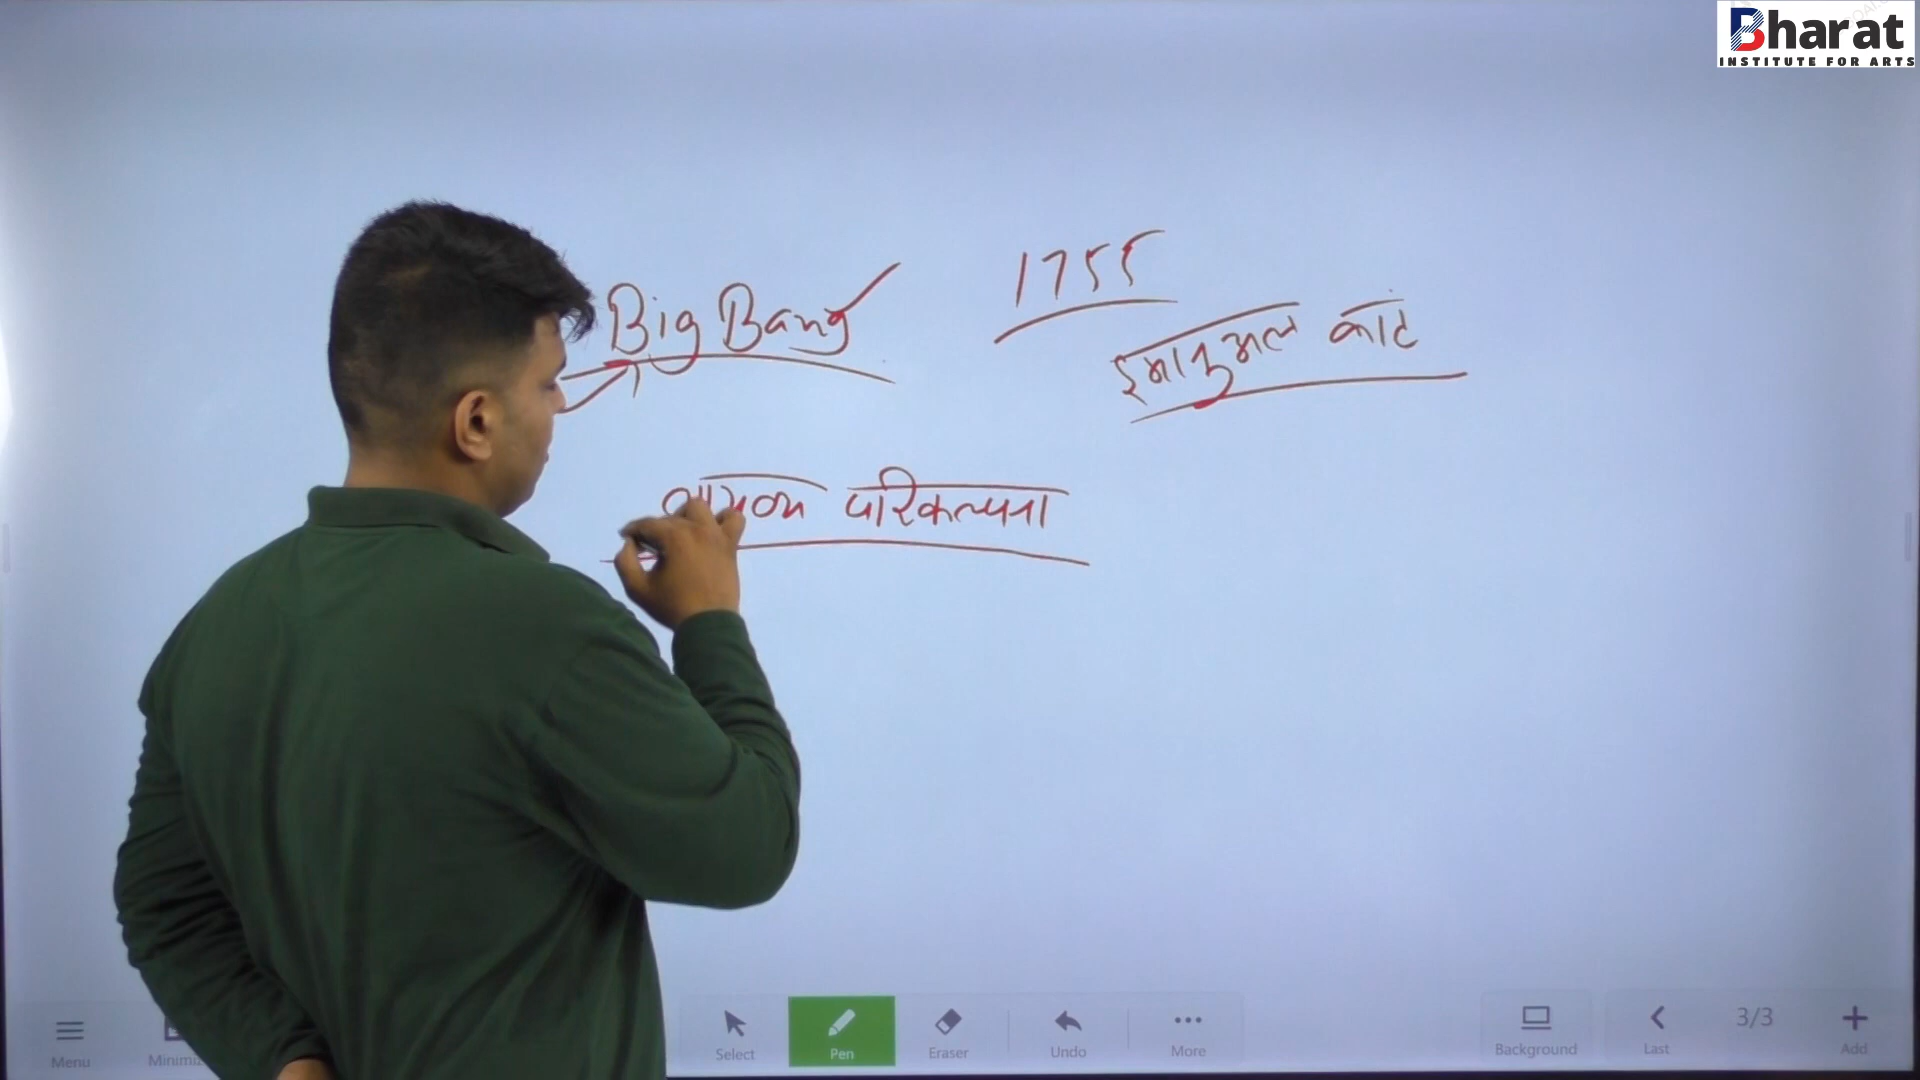 Bharat
INSTITUTE FOR ARTS
Big Bang
1755
इमानुअल कांट
परिकल्पना
Menu
Select
Pen
Eraser
Undo
More
Background
Last
3/3
Add